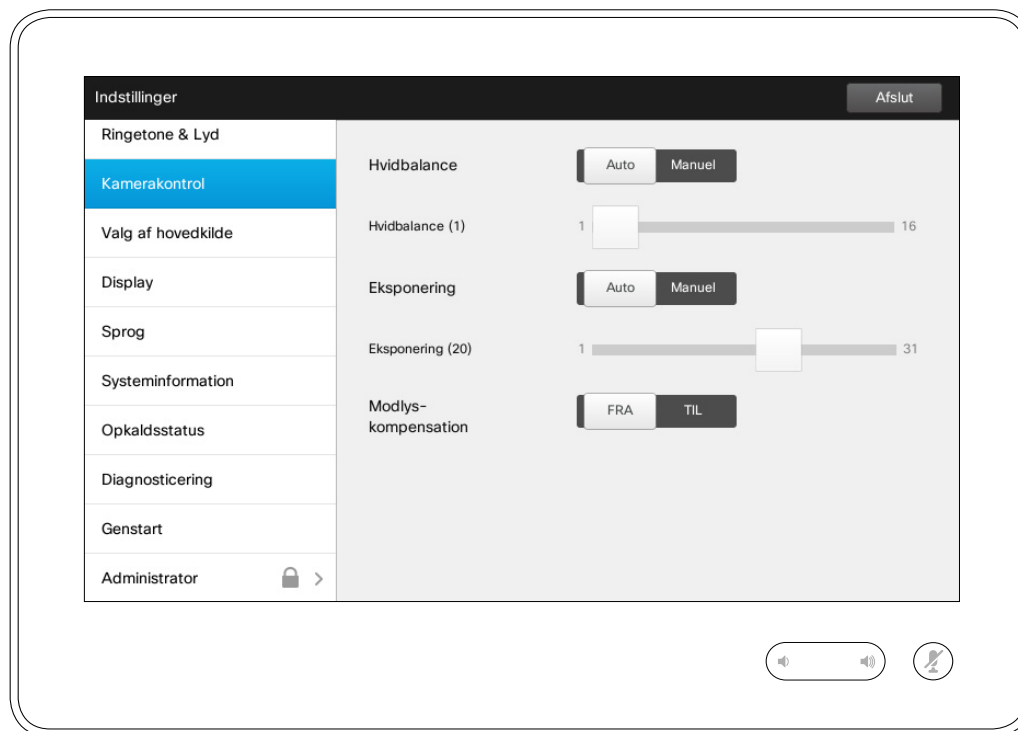 Indstillinger
Afslut
Ringetone & Lyd
Kamerakontrol
Valg af hovedkilde
Display
Sprog
Systeminformation
Opkaldsstatus
Diagnosticering
Genstart
Administrator
Hvidbalance
Auto Manuel
Hvidbalance (1)
1 16
Eksponering
Auto Manuel
Eksponering (20)
1 31
Modlys-
kompensation
FRA TIL